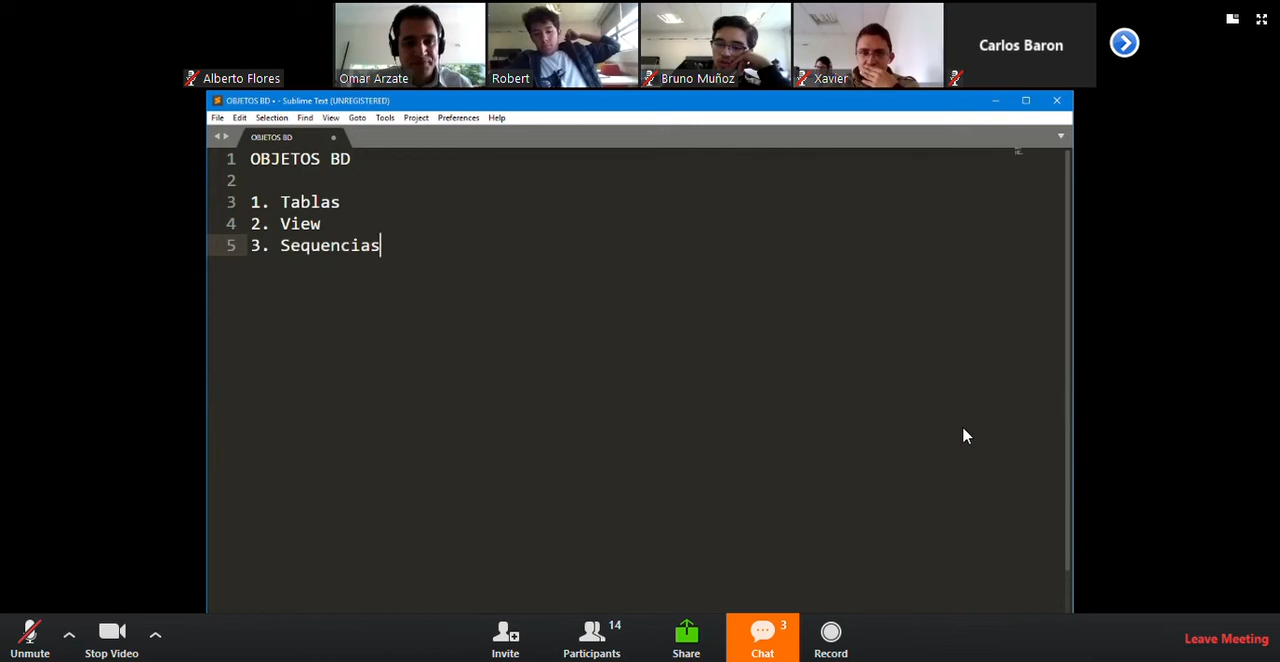 Alberto Flores
Omar Arzate
Robert
Bruno Muñoz
Xavier
Carlos Baron
OBJETOS BD • - Sublime Text (UNREGISTERED)
File Edit Selection Find View Goto Tools Project Preferences Help
OBJETOS BD
1 OBJETOS BD
2
3 1. Tablas
4 2. View
5 3. Sequencias
Unmute
Stop Video
Invite
14
Participants
Share
3
Chat
Record
Leave Meeting